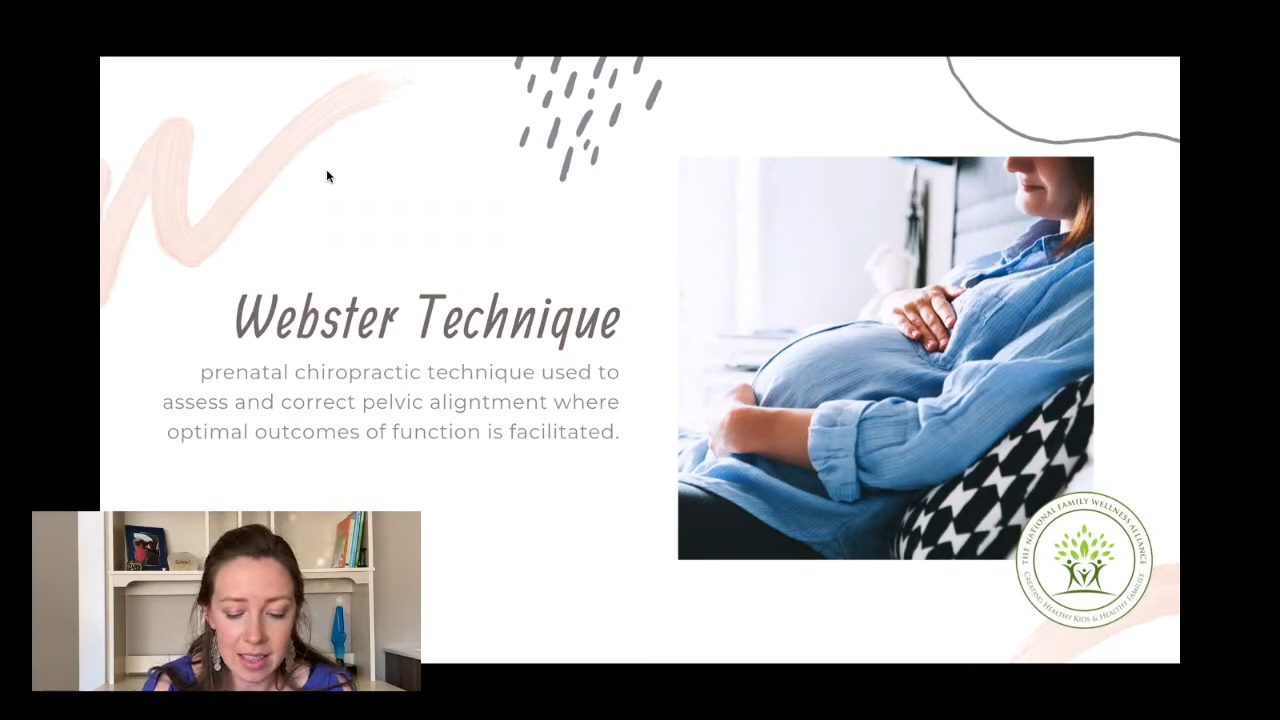 Webster Technique
prenatal chiropractic technique used to
assess and correct pelvic aligntment where
optimal outcomes of function is facilitated.
THE NATIONAL FAMILY WELLNESS ALLIANCE
CREATING HEALTHY KIDS & HEALTHY FAMILIES